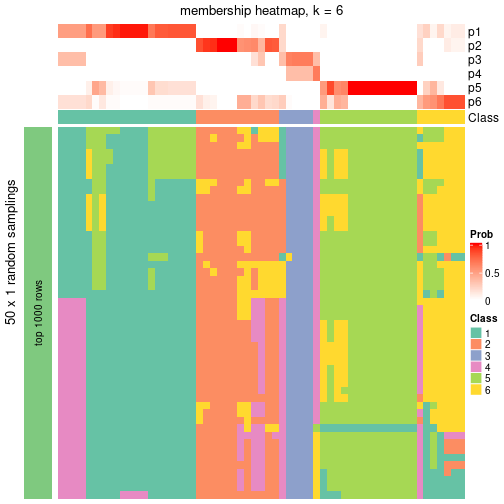 membership heatmap, k = 6
p1
p2
p3
p4
p5
p6
Class
50 x 1 random samplings
top 1000 rows
Prob
1
0.5
0
Class
1
2
3
4
5
6